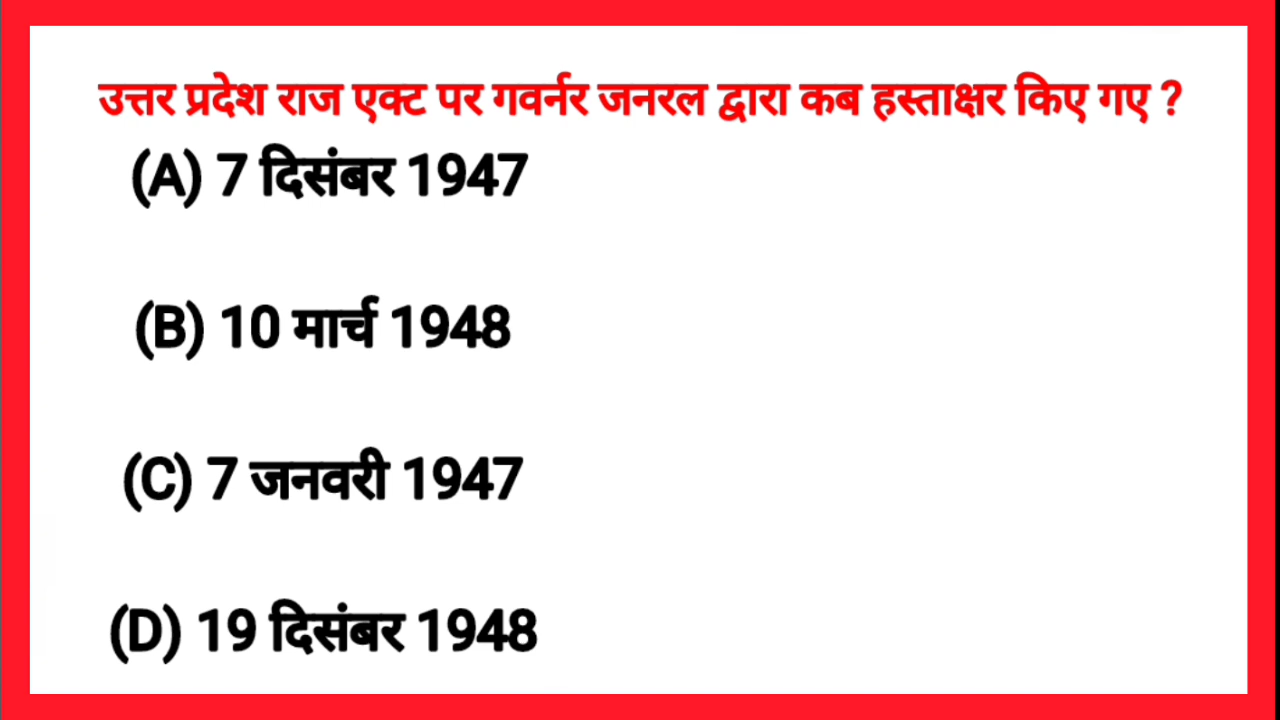 उत्तर प्रदेश राज एक्ट पर गवर्नर जनरल द्वारा कब हस्ताक्षर किए गए ?
(A) 7 दिसंबर 1947
(B) 10 मार्च 1948
(C) 7 जनवरी 1947
(D) 19 दिसंबर 1948